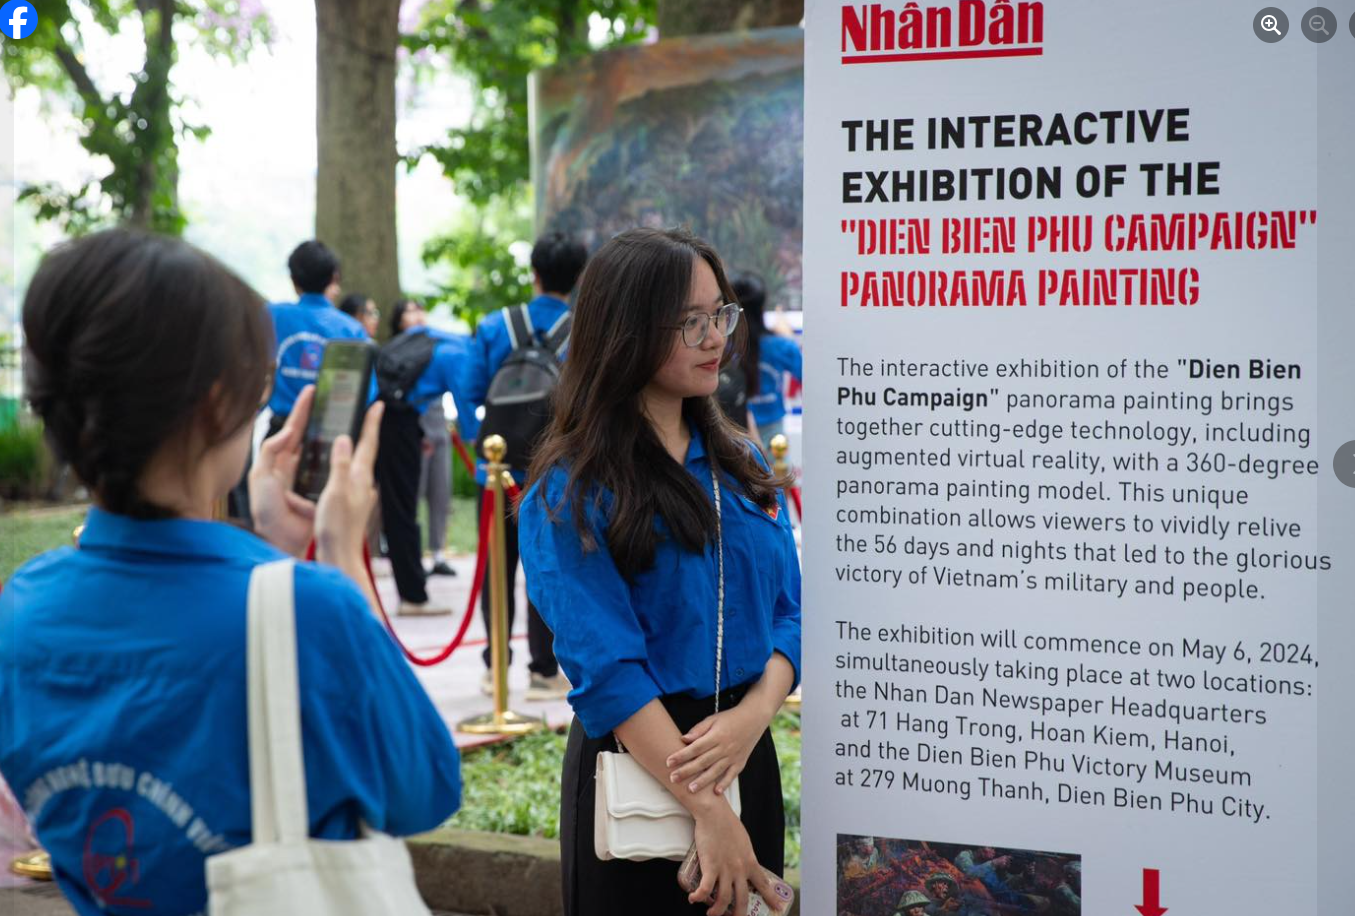 Nhân Dân
THE INTERACTIVE
EXHIBITION OF THE
"DIEN BIEN PHU CAMPAIGN"
PANORAMA PAINTING
The interactive exhibition of the "Dien Bien
Phu Campaign" panorama painting brings
together cutting-edge technology, including
augmented virtual reality, with a 360-degree
panorama painting model. This unique
combination allows viewers to vividly relive
the 56 days and nights that led to the glorious
victory of Vietnam's military and people.
The exhibition will commence on May 6, 2024,
simultaneously taking place at two locations:
the Nhan Dan Newspaper Headquarters
at 71 Hang Trong, Hoan Kiem, Hanoi,
and the Dien Bien Phu Victory Museum
at 279 Muong Thanh, Dien Bien Phu City.
NGHỆ BƯU CHÍNH VIỄN